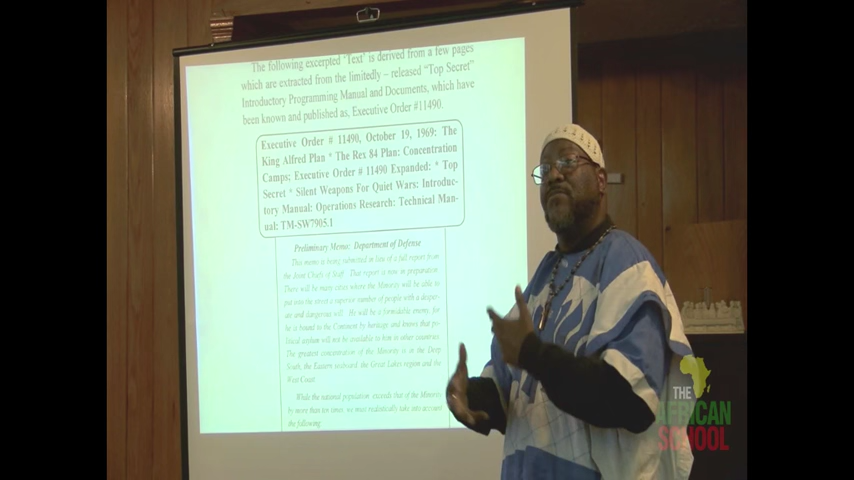 The following excerpted 'Text' is derived from a few pages
which are extracted from the limitedly – released "Top Secret"
Introductory Programming Manual and Documents, which have
been known and published as, Executive Order #11490.
Executive Order # 11490, October 19, 1969: The
King Alfred Plan * The Rex 84 Plan: Concentration
Camps: Executive Order # 11490 Expanded: * Top
Secret * Silent Weapons For Quiet Wars: Introduc-
tory Manual: Operations Research: Technical Man-
ual: TM-SW7905.1
Preliminary Memo: Department of Defense
This memo is being submitted in lieu of a full report from
the Joint Chiefs of Staff. That report is now in preparation.
There will be many cities where the Minority will be able to
put into the street a superior number of people with a desper-
ate and dangerous will. He will be a formidable enemy, for
he is bound to the Continent by heritage and knows that po-
litical asylum will not be available to him in other countries.
The greatest concentration of the Minority is in the Deep
South, the Eastern seaboard, the Great Lakes region and the
West Coast.
While the national population exceeds that of the Minority
by more than ten times, we must realistically take into account
the following:
THE
AFRICAN
SCHOOL